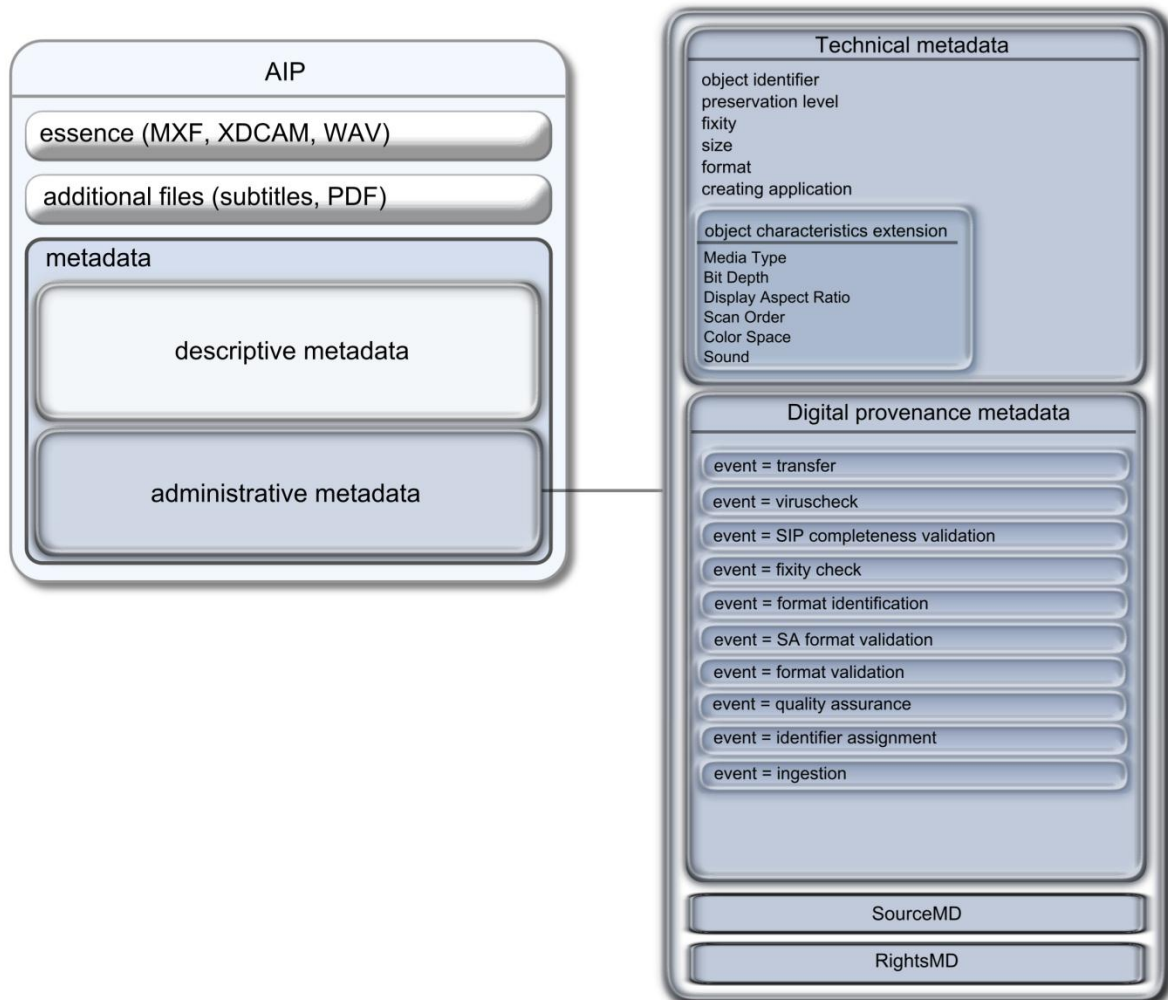 AIP
essence (MXF, XDCAM, WAV)
additional files (subtitles, PDF)
metadata
descriptive metadata
administrative metadata
Technical metadata
object identifier
preservation level
fixity
size
format
creating application
object characteristics extension
Media Type
Bit Depth
Display Aspect Ratio
Scan Order
Color Space
Sound
Digital provenance metadata
event = transfer
event = viruscheck
event = SIP completeness validation
event = fixity check
event = format identification
event = SA format validation
event = format validation
event = quality assurance
event = identifier assignment
event = ingestion
SourceMD
RightsMD